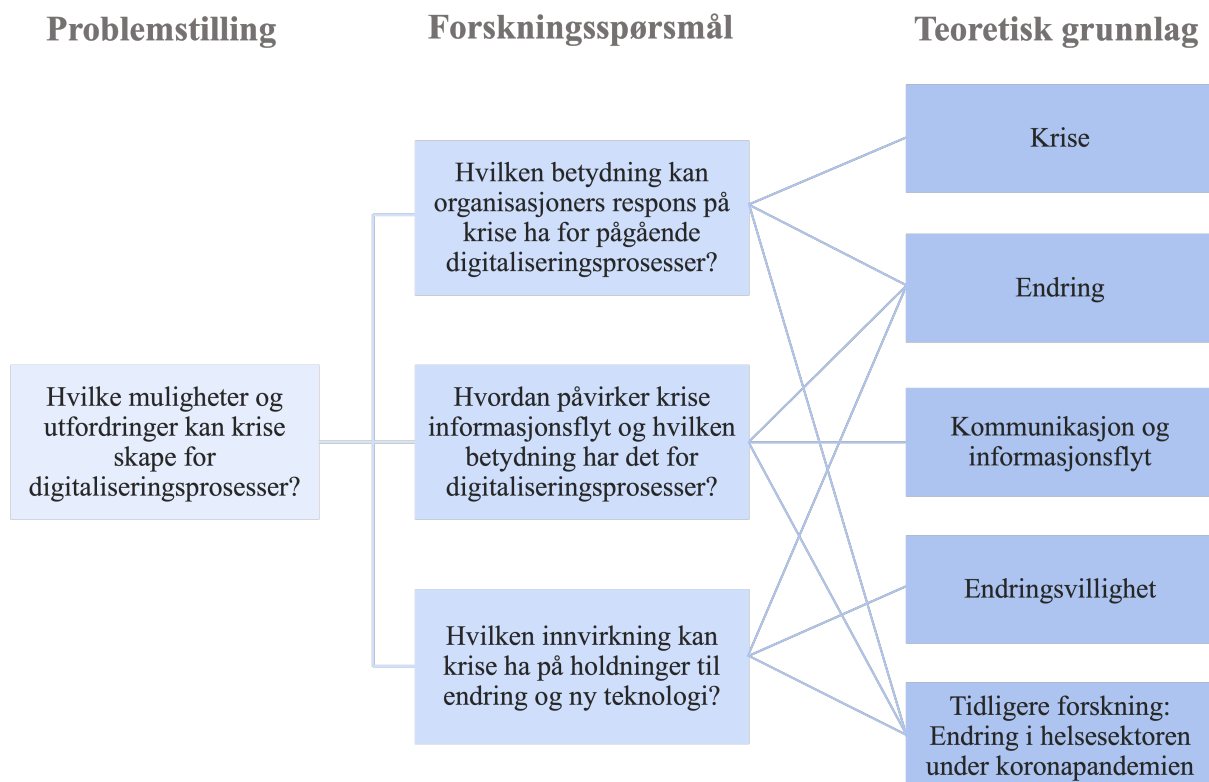 Problemstilling
Forskningsspørsmål
Teoretisk grunnlag
Hvilke muligheter og
utfordringer kan krise
skape for
digitaliseringsprosesser?
Hvilken betydning kan
organisasjoners respons på
krise ha for pågående
digitaliseringsprosesser?
Hvordan påvirker krise
informasjonsflyt og hvilken
betydning har det for
digitaliseringsprosesser?
Hvilken innvirkning kan
krise ha på holdninger til
endring og ny teknologi?
Krise
Endring
Kommunikasjon og
informasjonsflyt
Endringsvillighet
Tidligere forskning:
Endring i helsesektoren
under koronapandemien